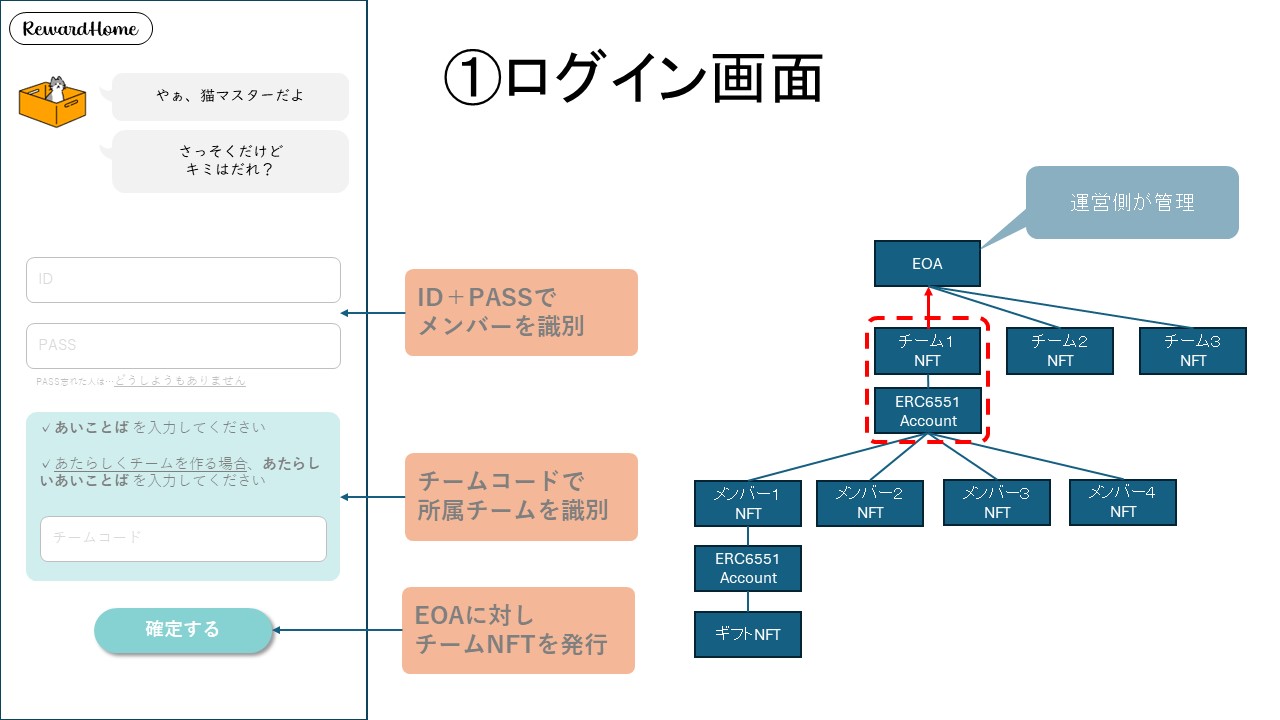 RewardHome
やぁ、猫マスターだよ
さっそくだけど
キミはだれ？
ID
PASS
PASS忘れた人は…どうしようもありません
✓あいことばを入力してください
✓あたらしくチームを作る場合、あたらし
いあいことばを入力してください
チームコード
確定する
①ログイン画面
ID＋PASSで
メンバーを識別
チームコードで
所属チームを識別
EOAに対し
チームNFTを発行
運営側が管理
EOA
チーム1
NFT
チーム2
NFT
チーム3
NFT
ERC6551
Account
メンバー1
NFT
メンバー2
NFT
メンバー3
NFT
メンバー4
NFT
ERC6551
Account
ギフトNFT